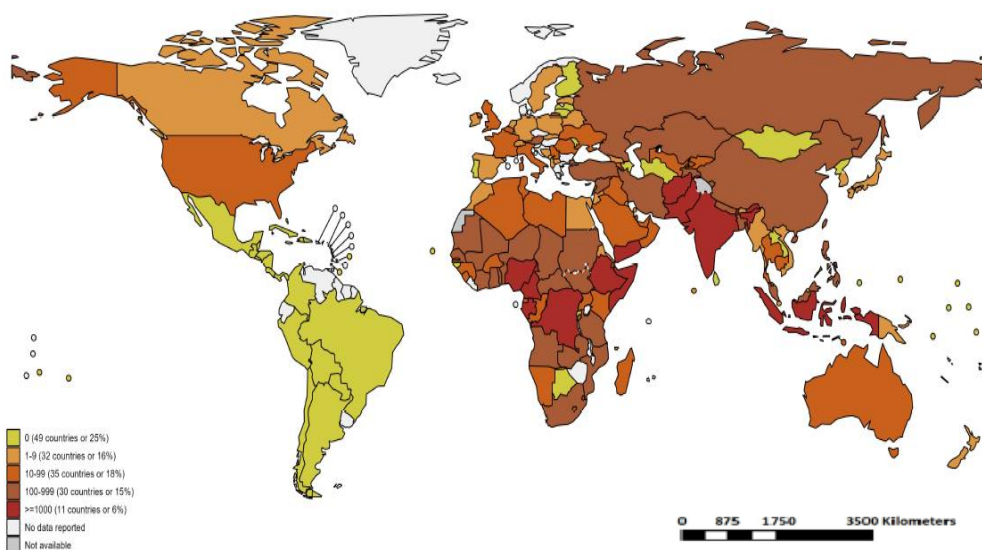 0 (49 countries or 25%)
1-9 (32 countries or 16%)
10-99 (35 countries or 18%)
100-999 (30 countries or 15%)
>=1000 (11 countries or 6%)
No data reported
Not available
0 875 1750 3500 Kilometers